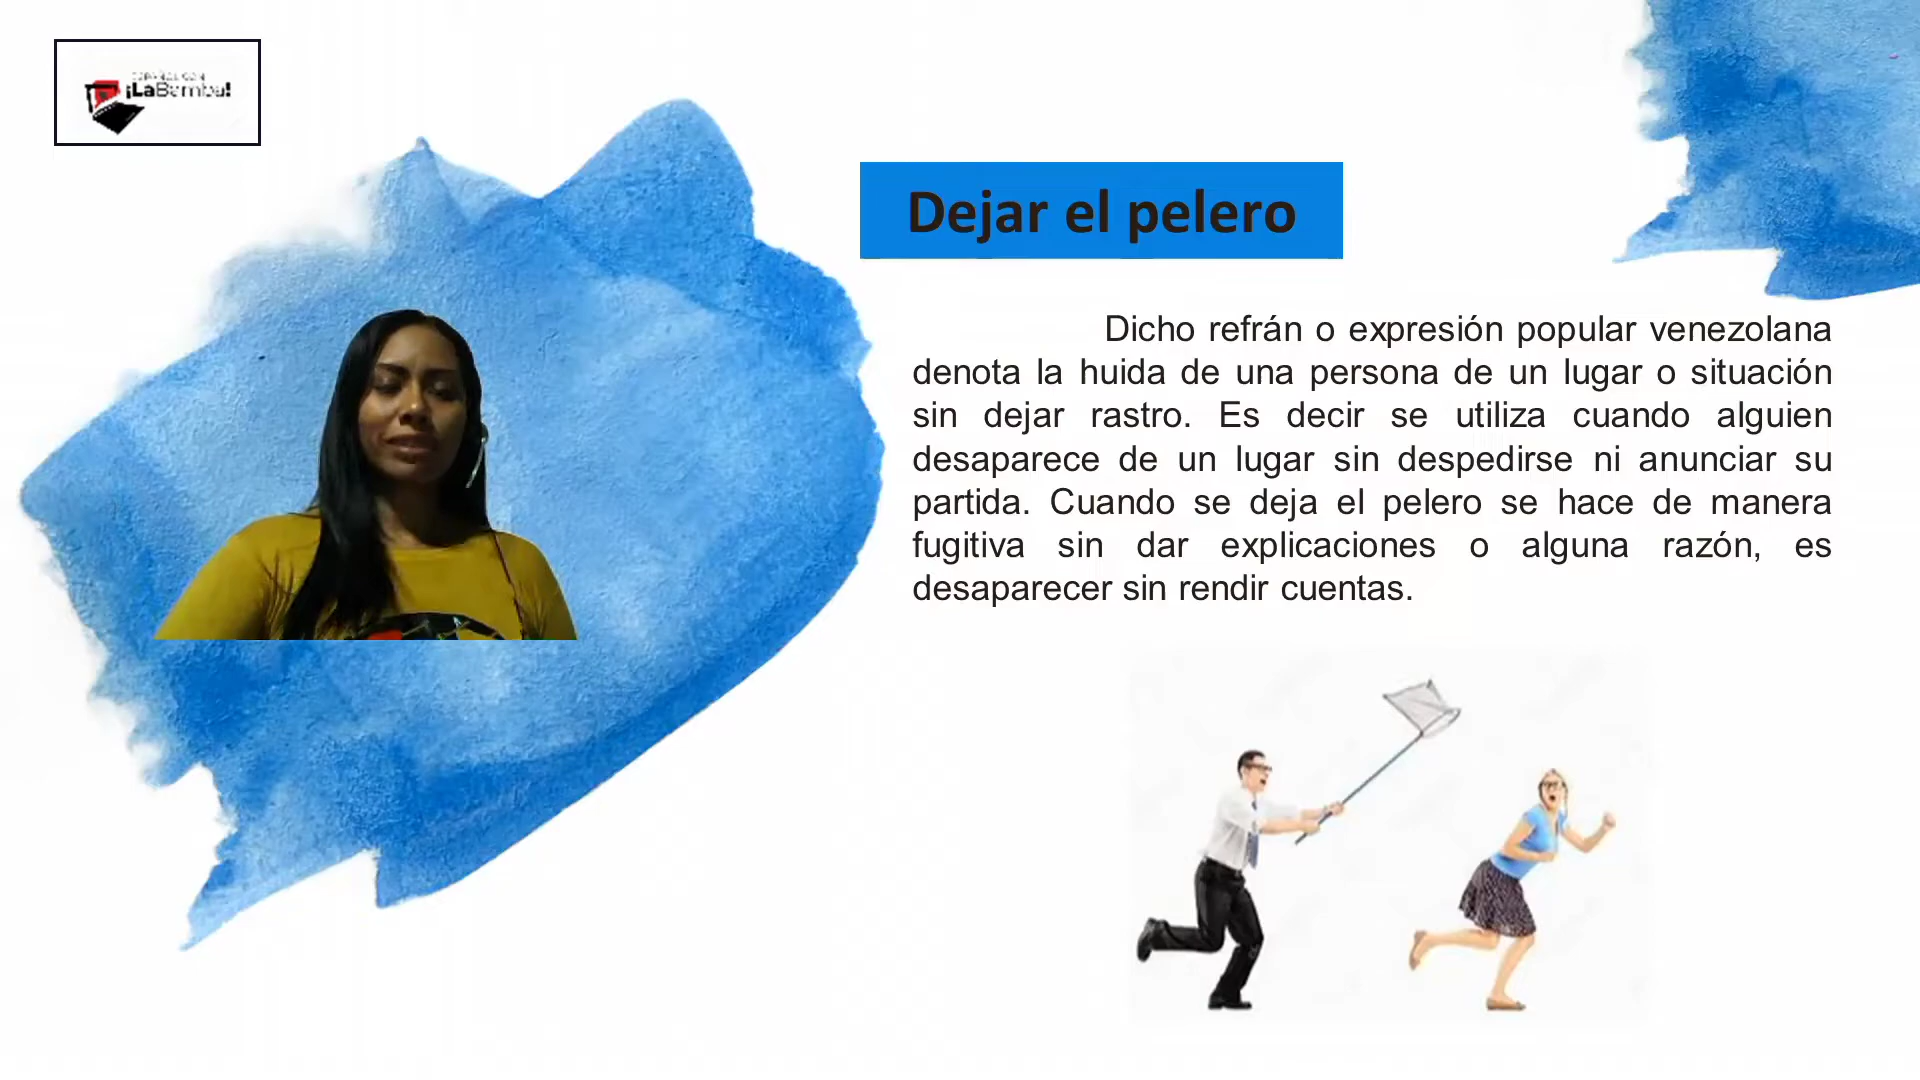 ¡LaBamba!
Dejar el pelero
Dicho refrán o expresión popular venezolana
denota la huida de una persona de un lugar o situación
sin dejar rastro. Es decir se utiliza cuando alguien
desaparece de un lugar sin despedirse ni anunciar su
partida. Cuando se deja el pelero se hace de manera
fugitiva sin dar explicaciones o alguna razón, es
desaparecer sin rendir cuentas.